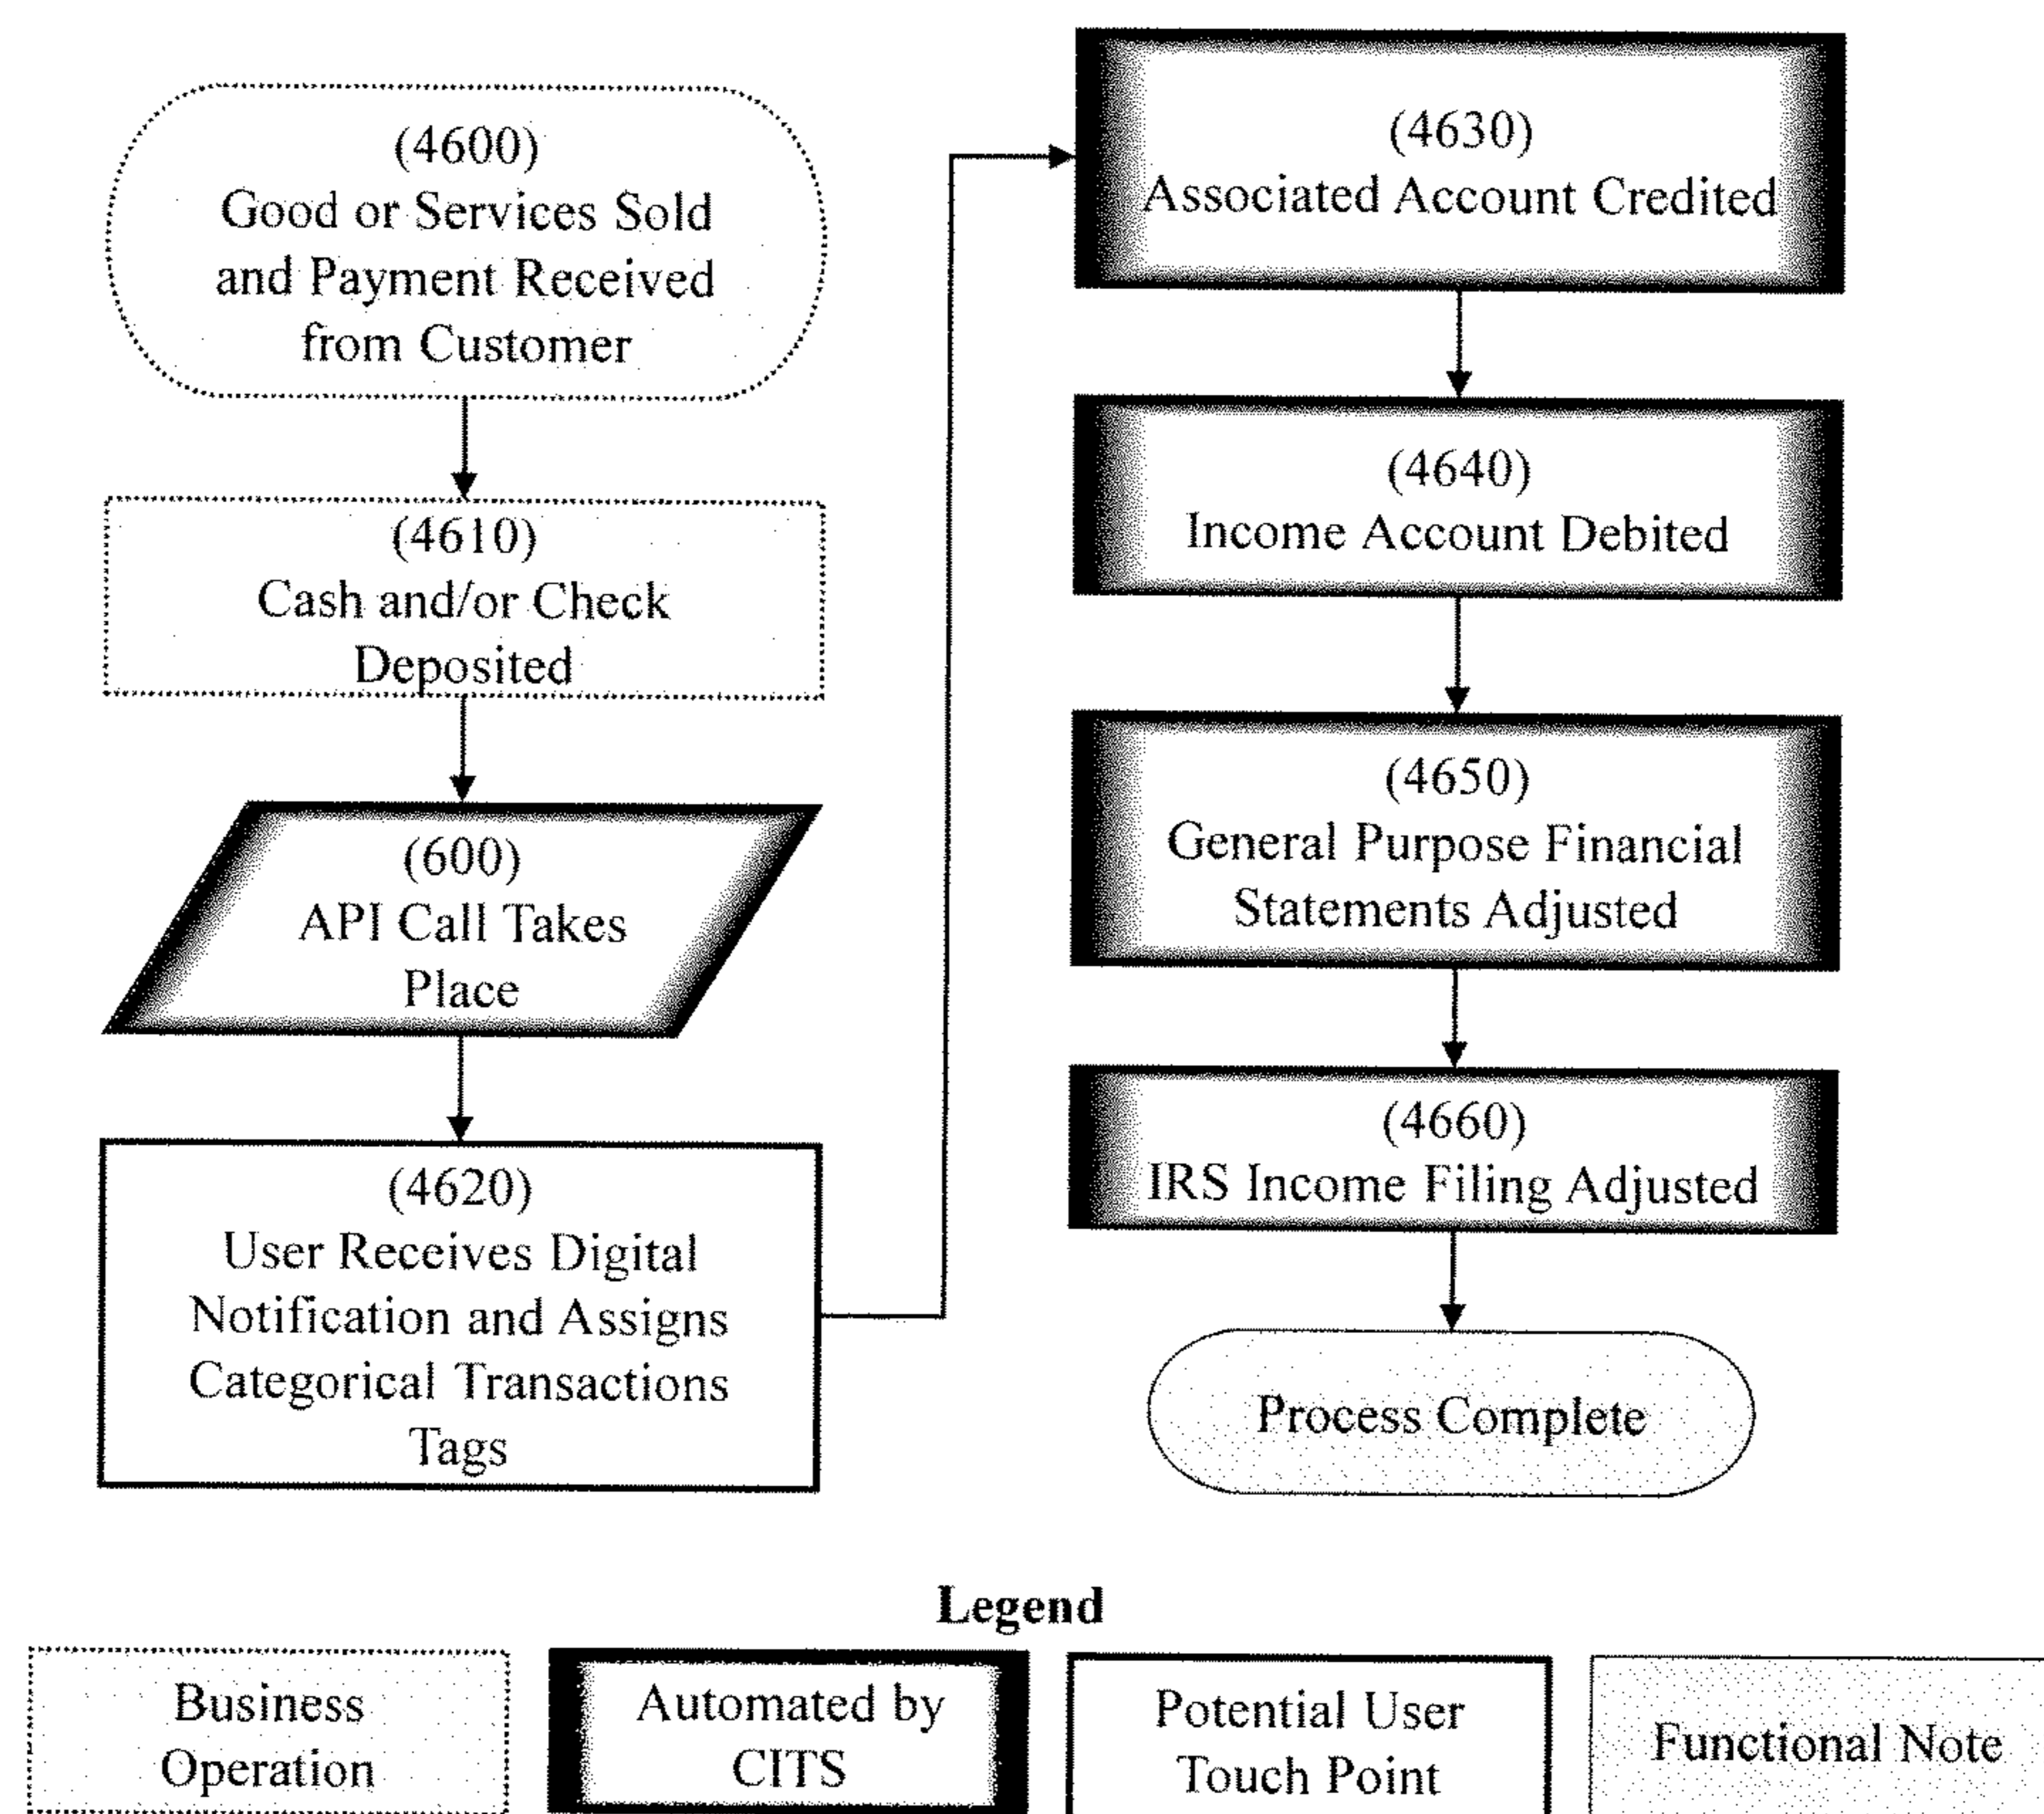 (4600)
Good or Services Sold
and Payment Received
from Customer
(4610)
Cash and/or Check
Deposited
(600)
API Call Takes
Place
(4620)
User Receives Digital
Notification and Assigns
Categorical Transactions
Tags
(4630)
Associated Account Credited
(4640)
Income Account Debited
(4650)
General Purpose Financial
Statements Adjusted
(4660)
IRS Income Filing Adjusted
Process Complete
Legend
Business
Operation
Automated by
CITS
Potential User
Touch Point
Functional Note